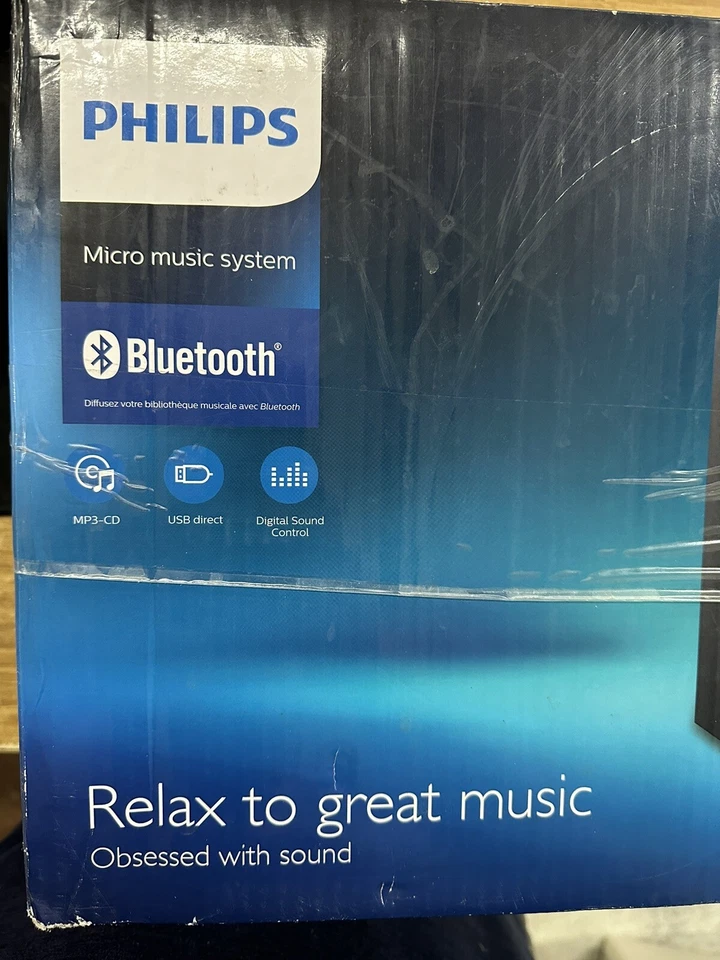 PHILIPS
Micro music system
Bluetooth®
Diffusez votre bibliothèque musicale avec Bluetooth
MP3-CD
USB direct
Digital Sound
Control
Relax to great music
Obsessed with sound